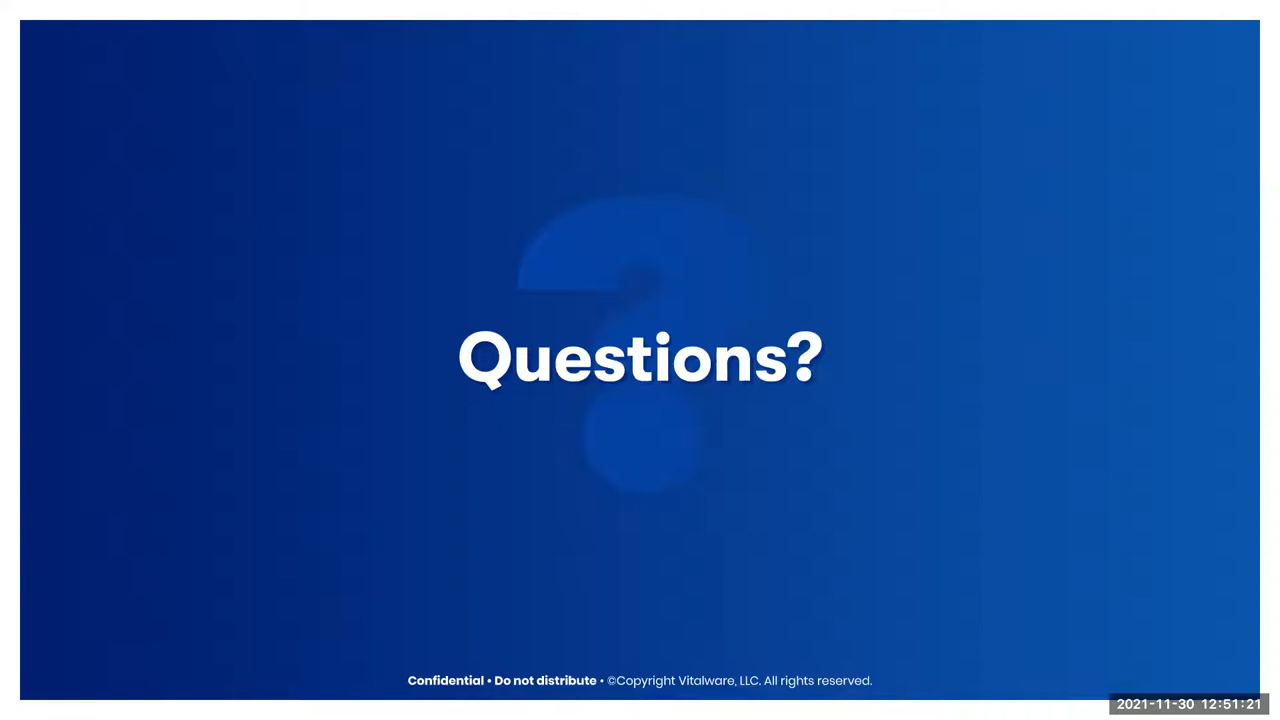 Questions?
Confidential • Do not distribute • ©Copyright Vitalware, LLC. All rights reserved.
2021-11-30 12:51:21